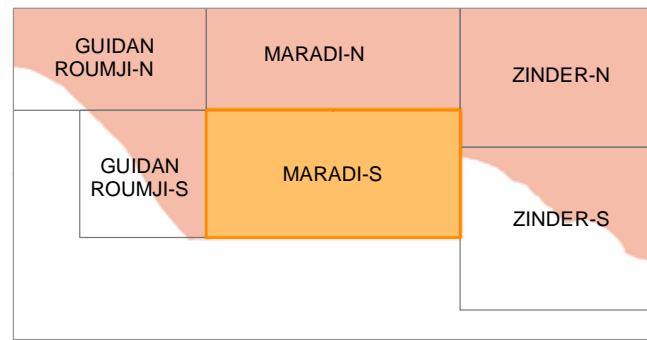 GUIDAN
ROUMJI-N
MARADI-N
ZINDER-N
GUIDAN
ROUMJI-S
MARADI-S
ZINDER-S